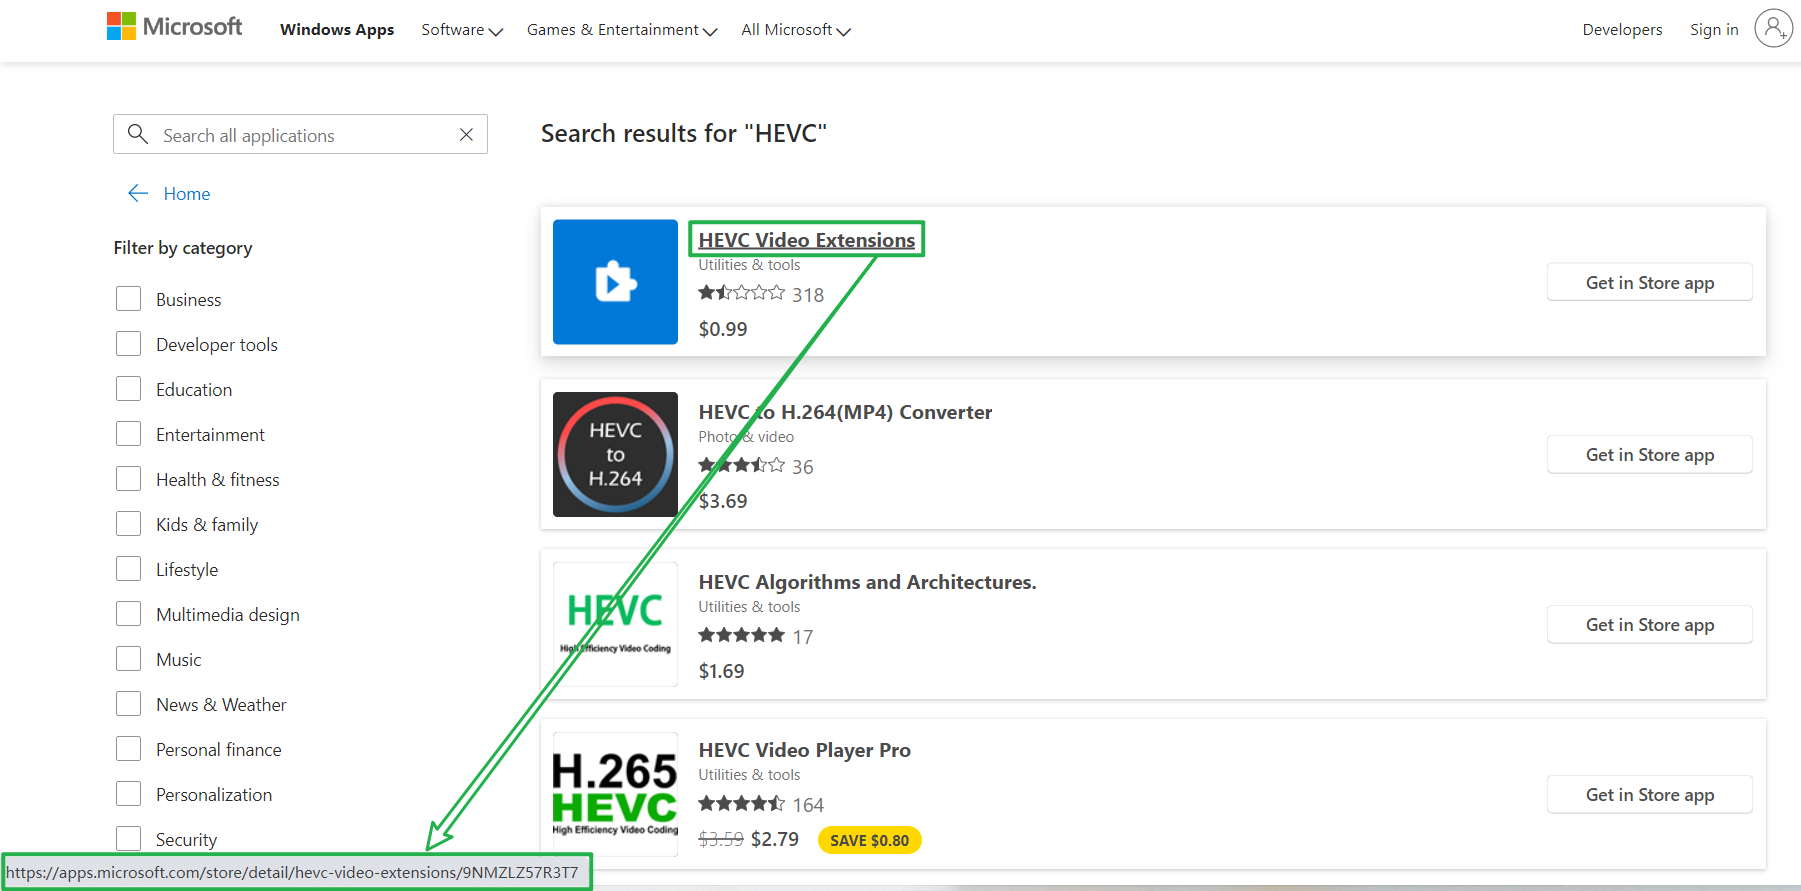 Microsoft
Windows Apps
Software
Games & Entertainment
All Microsoft
Developers
Sign in
Search all applications
Home
Filter by category
Business
Developer tools
Education
Entertainment
Health & fitness
Kids & family
Lifestyle
Multimedia design
Music
News & Weather
Personal finance
Personalization
Security
https://apps.microsoft.com/store/detail/hevc-video-extensions/9NMZLZ57R3T7
Search results for "HEVC"
HEVC Video Extensions
Utilities & tools
318
$0.99
Get in Store app
HEVC
to
H.264
HEVC to H.264(MP4) Converter
Photo & video
36
$3.69
Get in Store app
HEVC
High Efficiency Video Coding
HEVC Algorithms and Architectures.
Utilities & tools
17
$1.69
Get in Store app
H.265
HEVC
High Efficiency Video Coding
HEVC Video Player Pro
Utilities & tools
164
$3.59 $2.79 SAVE $0.80
Get in Store app